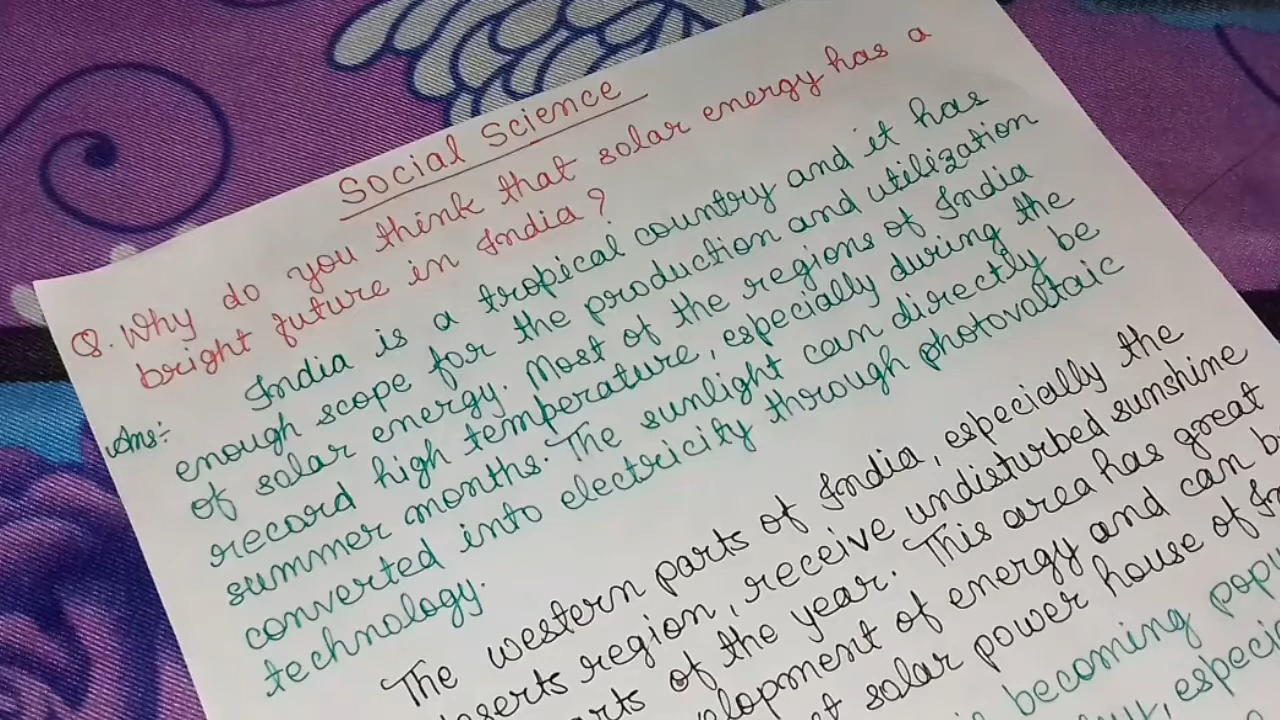 Social Science
Q. Why do you think that solar energy has a
bright future in India?
Ans:- India is a tropical country and it has
enough scope for the production and utilization
of solar energy. Most of the regions of India
record high temperature, especially during the
summer months. The sunlight can directly be
converted into electricity through photovoltaic
technology.
The western parts of India, especially the
region, receive undisturbed sunshine
of the year. This area has great
of energy and can
solar power house of
becoming